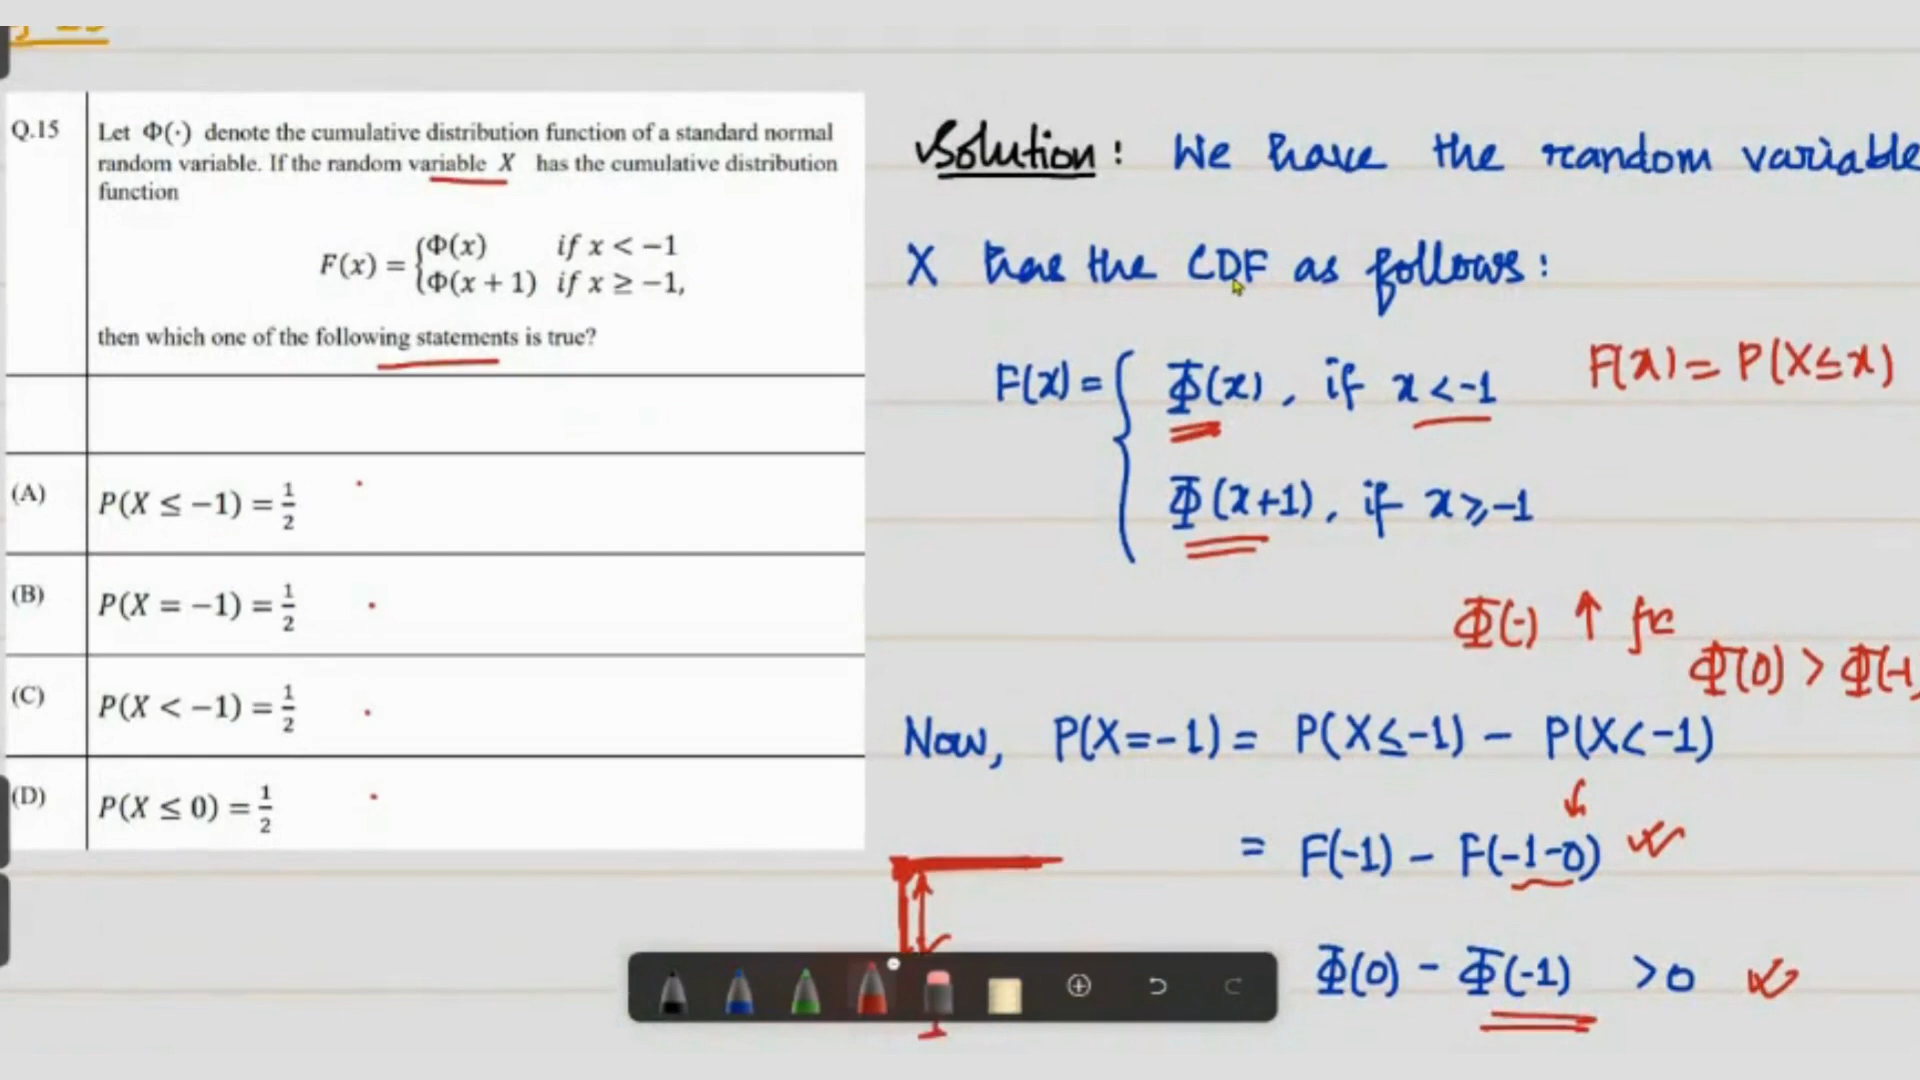 Q.15
Let Φ(·) denote the cumulative distribution function of a standard normal
random variable. If the random variable X has the cumulative distribution
function
F(x) = {Φ(x) if x < −1
{Φ(x + 1) if x ≥ −1,
then which one of the following statements is true?
(A) P(X ≤ −1) = 1/2
(B) P(X = −1) = 1/2
(C) P(X < −1) = 1/2
(D) P(X ≤ 0) = 1/2
Solution: We have the random variable
X has the CDF as follows:
F(x) = { Φ(x), if x < -1
Φ(x+1), if x ≥ -1
F(x) = P(X ≤ x)
Φ(·) ↑ fc
Φ(0) > Φ(-1
Now, P(X=-1) = P(X≤-1) - P(X<-1)
= F(-1) - F(-1-0)
Φ(0) - Φ(-1) > 0